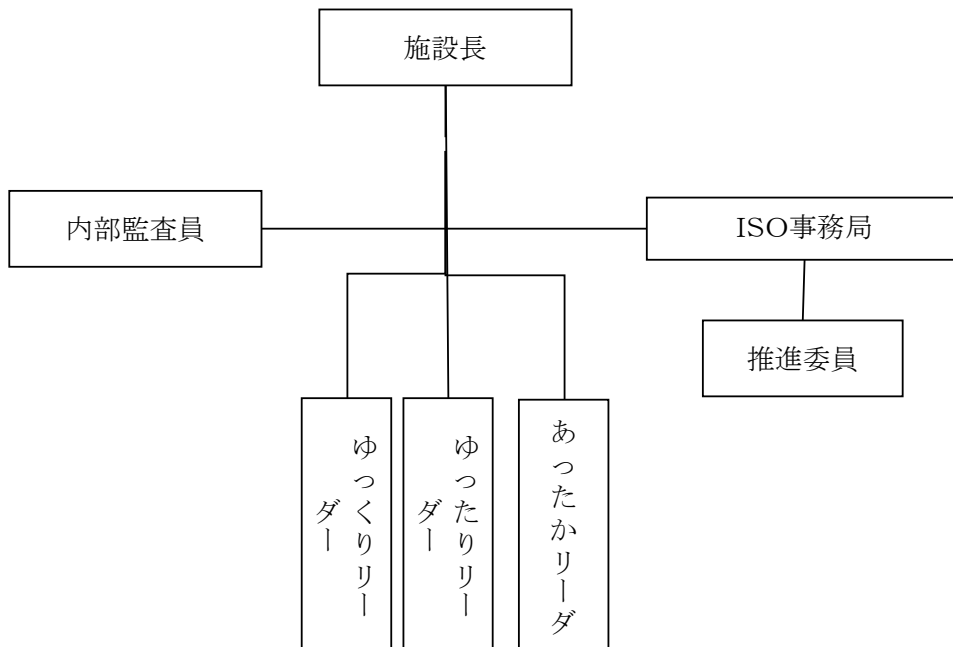 施設長
内部監査員
ISO事務局
推進委員
ゆっくりリー
ダー
ゆったりリー
ダー
あったかリーダ